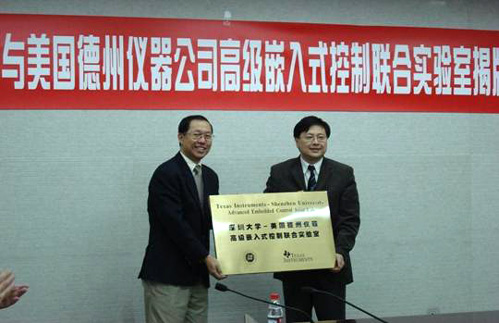 与美国德州仪器公司高级嵌入式控制联合实验室揭
Texas Instruments - Shenzhen University
Advanced Embedded Control Joint Lab
深圳大学-美国德州仪器
高级嵌入式控制联合实验室
TEXAS
INSTRUMENTS